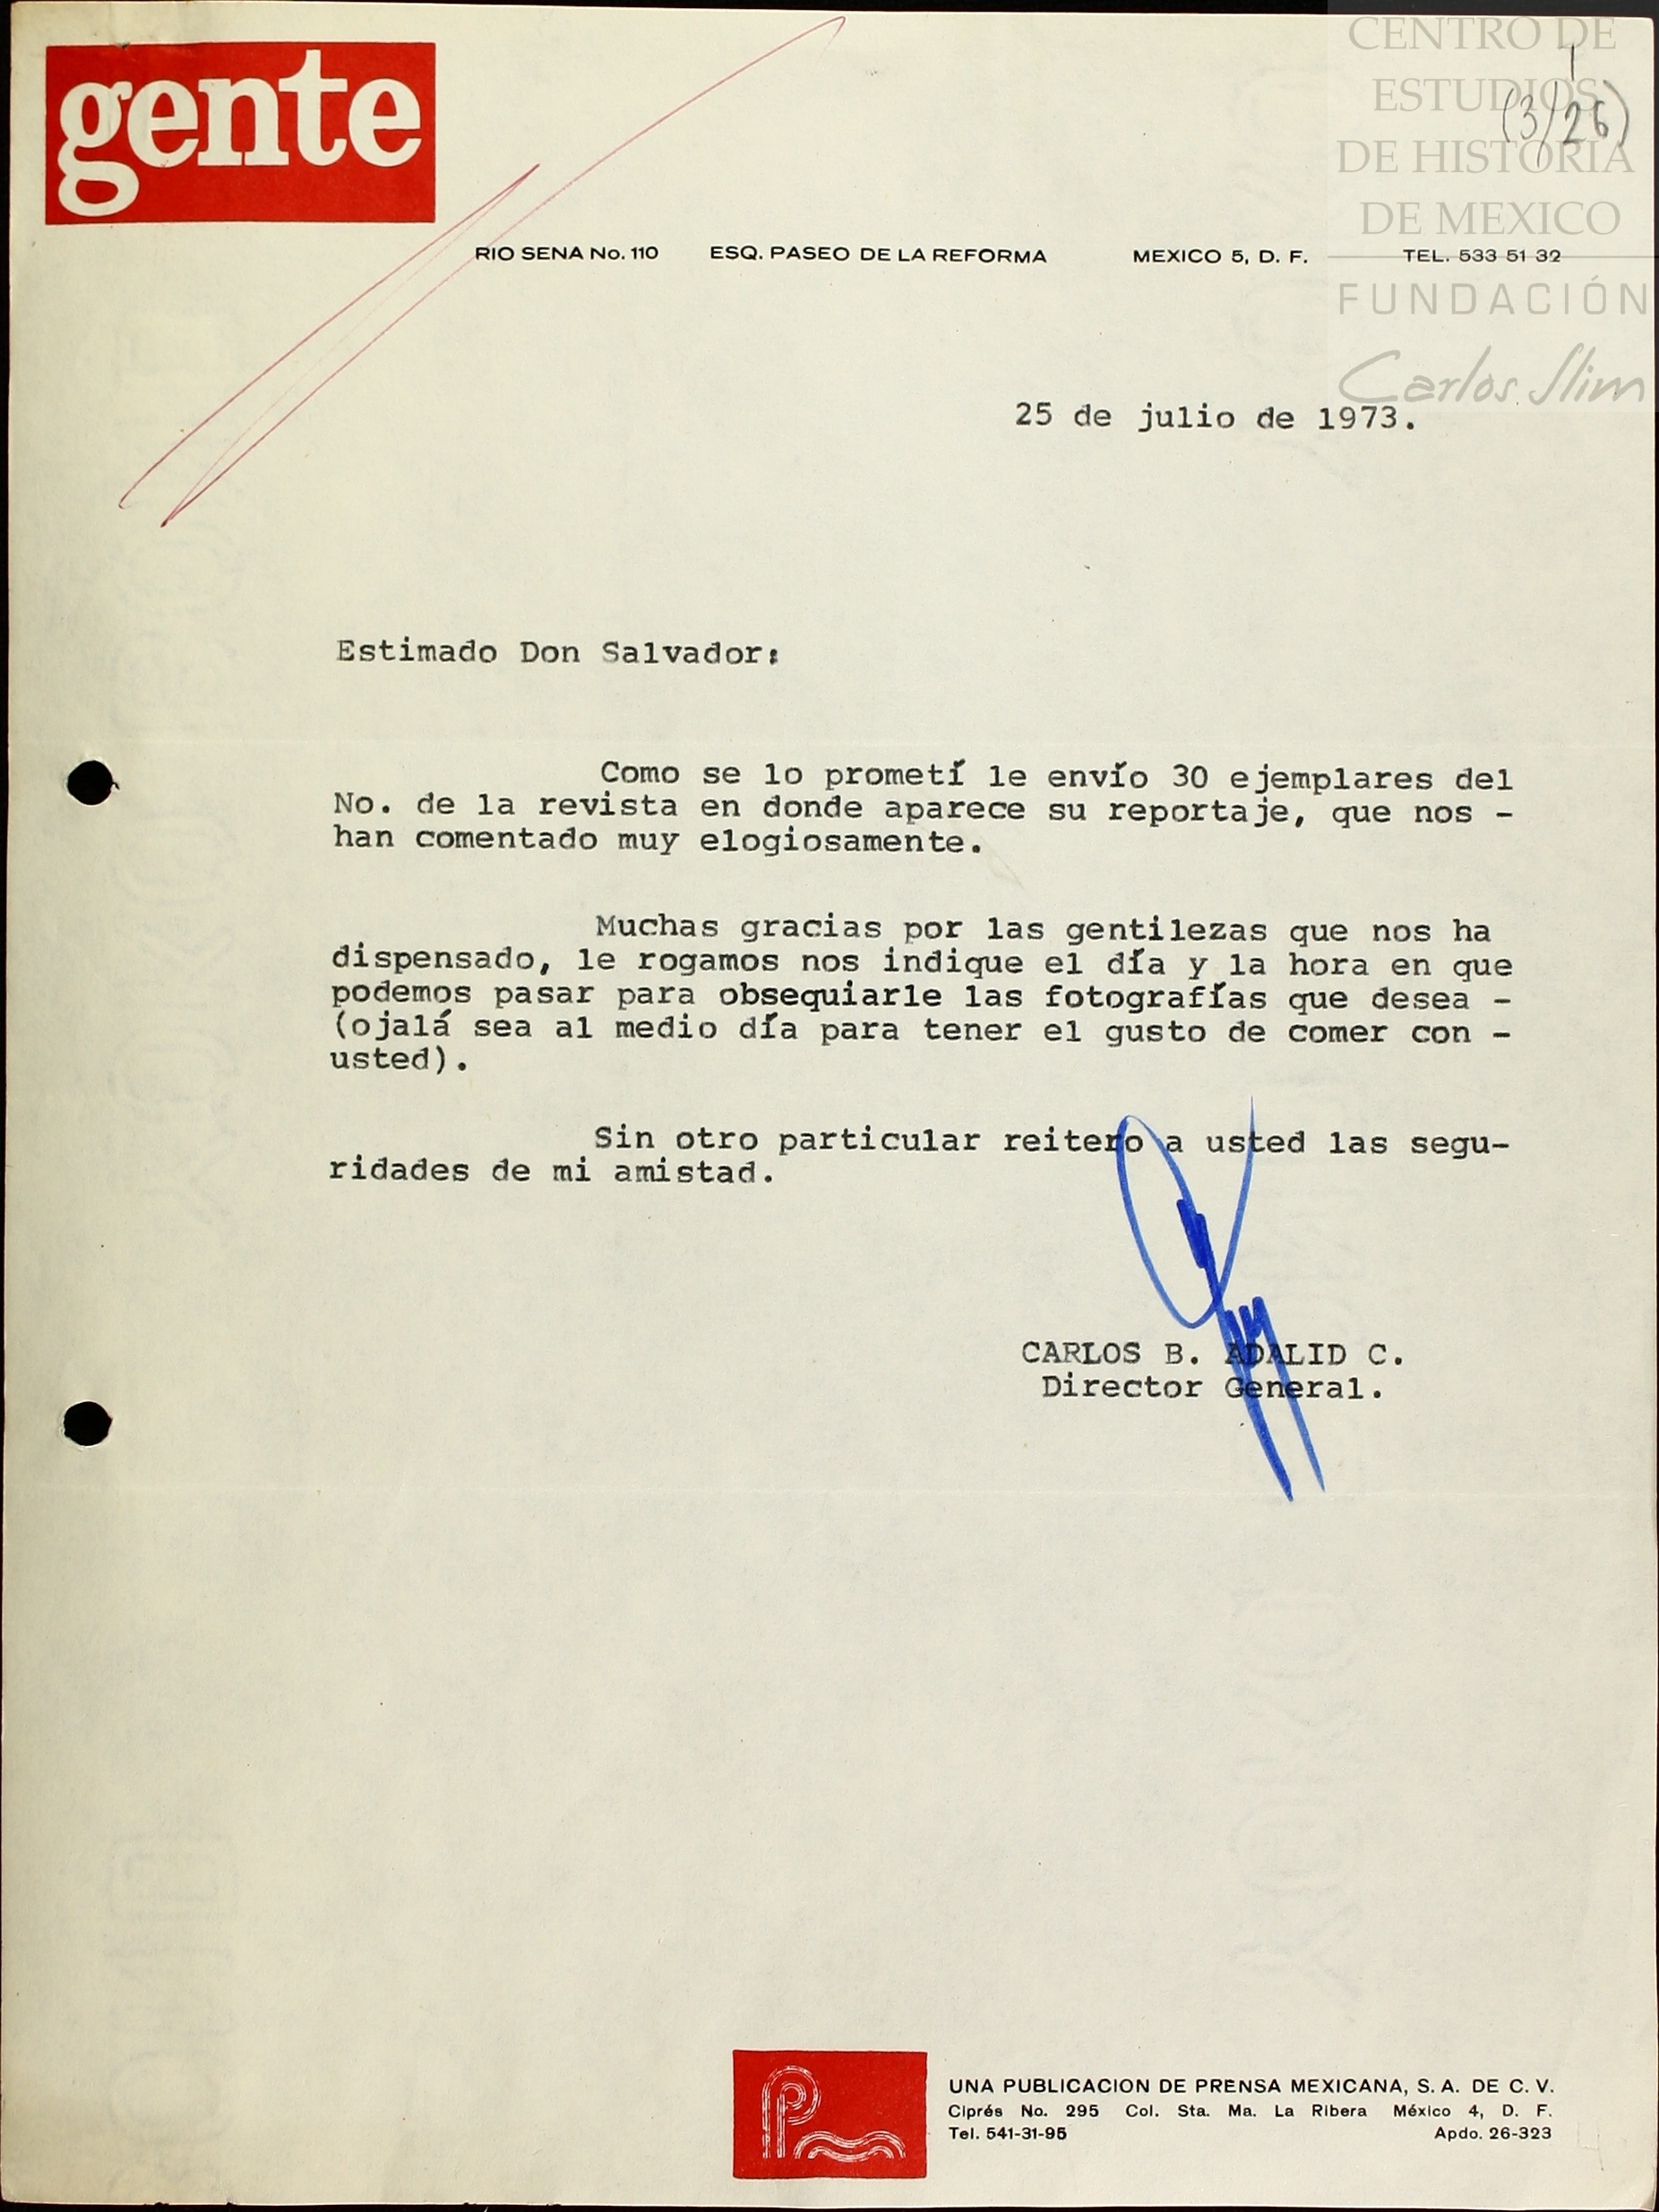 gente
CENTRO DE
ESTUDIOS
DE HISTORIA
DE MEXICO
FUNDACIÓN
Carlos Slim
1
(3/26)
RIO SENA No. 110 ESQ. PASEO DE LA REFORMA MEXICO 5, D. F. TEL. 533 51 32
25 de julio de 1973.
Estimado Don Salvador:
Como se lo prometí le envío 30 ejemplares del
No. de la revista en donde aparece su reportaje, que nos -
han comentado muy elogiosamente.
Muchas gracias por las gentilezas que nos ha
dispensado, le rogamos nos indique el día y la hora en que
podemos pasar para obsequiarle las fotografías que desea -
(ojalá sea al medio día para tener el gusto de comer con -
usted).
Sin otro particular reitero a usted las segu-
ridades de mi amistad.
CARLOS B. ADALID C.
Director General.
UNA PUBLICACION DE PRENSA MEXICANA, S. A. DE C. V.
Ciprés No. 295 Col. Sta. Ma. La Ribera México 4, D. F.
Tel. 541-31-95 Apdo. 26-323